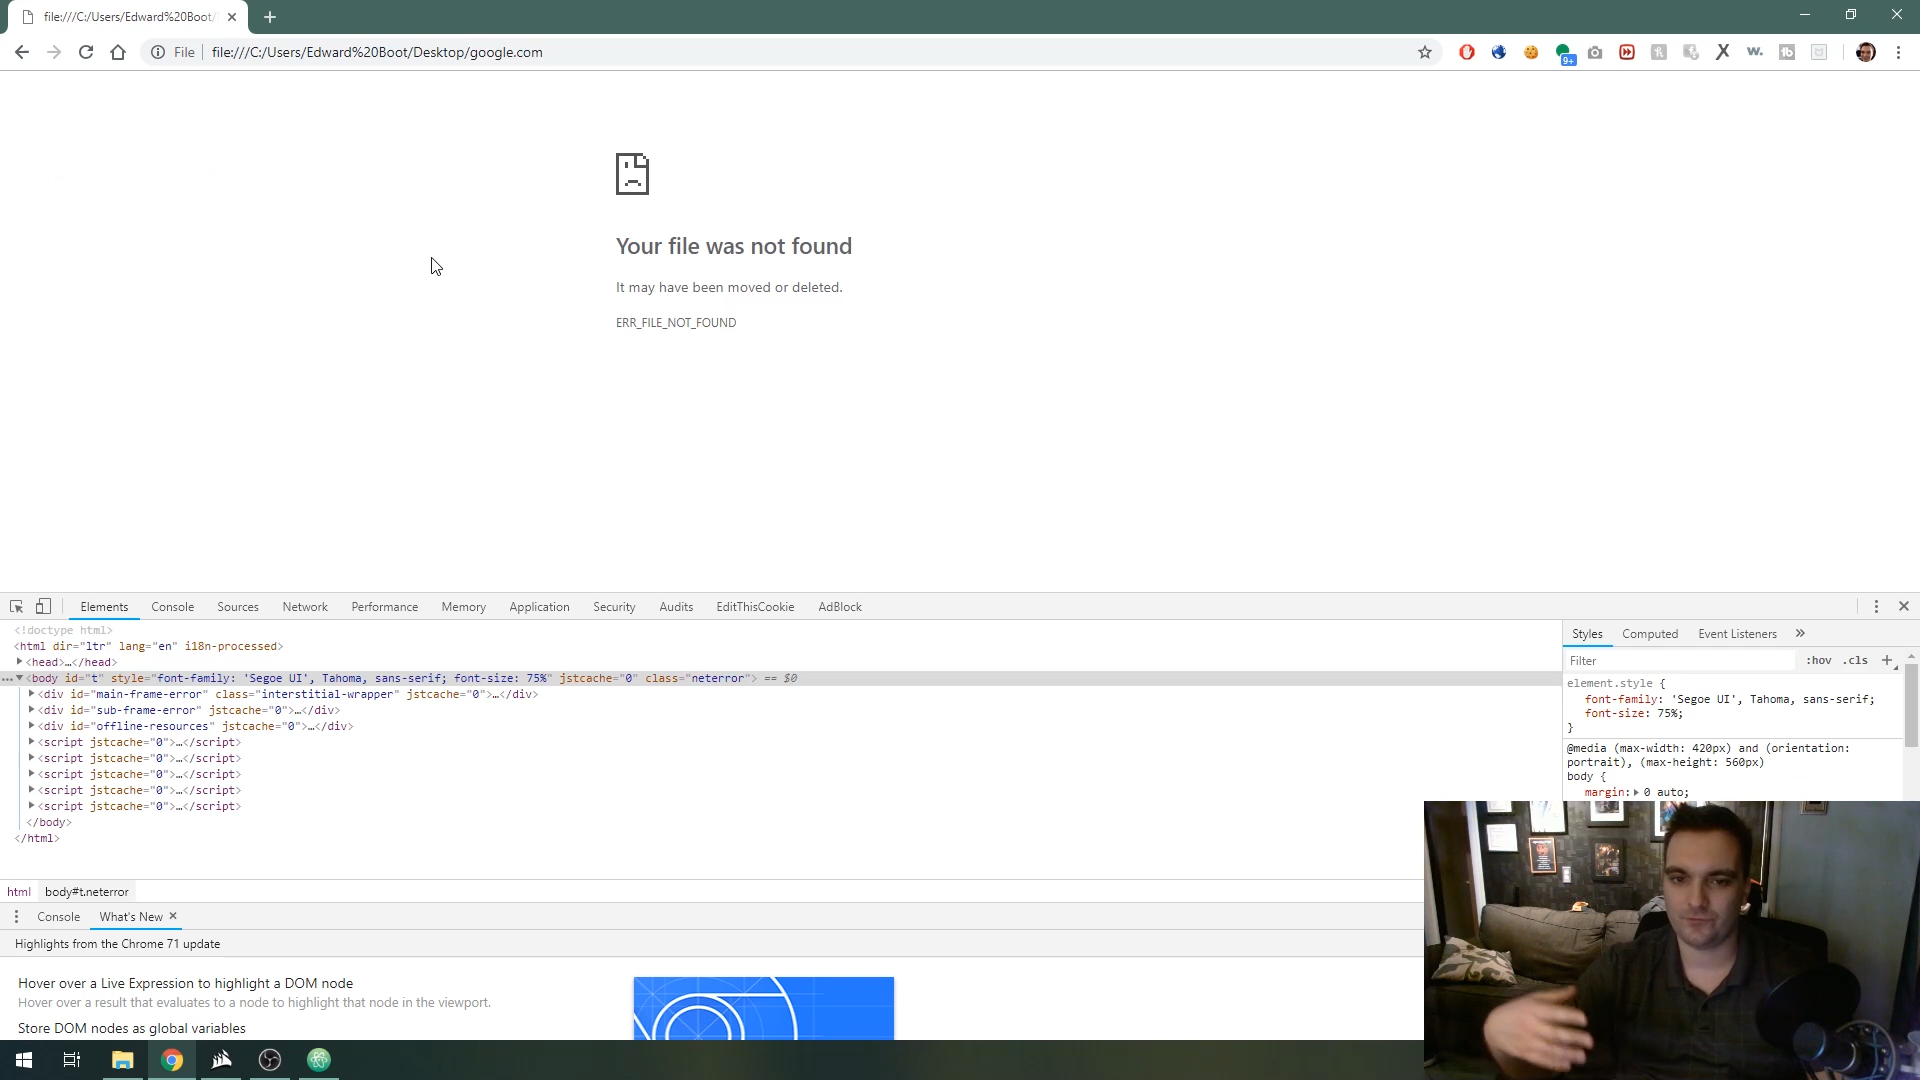 file:///C:/Users/Edward%20Boot/
File
file:///C:/Users/Edward%20Boot/Desktop/google.com
9+
X
w.
tb
Your file was not found
It may have been moved or deleted.
ERR_FILE_NOT_FOUND
Elements Console Sources Network Performance Memory Application Security Audits EditThisCookie AdBlock
<!doctype html>
<html dir="ltr" lang="en" i18n-processed>
<head>…</head>
<body id="t" style="font-family: 'Segoe UI', Tahoma, sans-serif; font-size: 75%" jstcache="0" class="neterror"> == $0
<div id="main-frame-error" class="interstitial-wrapper" jstcache="0">…</div>
<div id="sub-frame-error" jstcache="0">…</div>
<div id="offline-resources" jstcache="0">…</div>
<script jstcache="0">…</script>
<script jstcache="0">…</script>
<script jstcache="0">…</script>
<script jstcache="0">…</script>
<script jstcache="0">…</script>
</body>
</html>
html body#t.neterror
Styles Computed Event Listeners »
Filter :hov .cls +
element.style {
font-family: 'Segoe UI', Tahoma, sans-serif;
font-size: 75%;
}
@media (max-width: 420px) and (orientation:
portrait), (max-height: 560px)
body {
margin: 0 auto;
Console What's New
Highlights from the Chrome 71 update
Hover over a Live Expression to highlight a DOM node
Hover over a result that evaluates to a node to highlight that node in the viewport.
Store DOM nodes as global variables